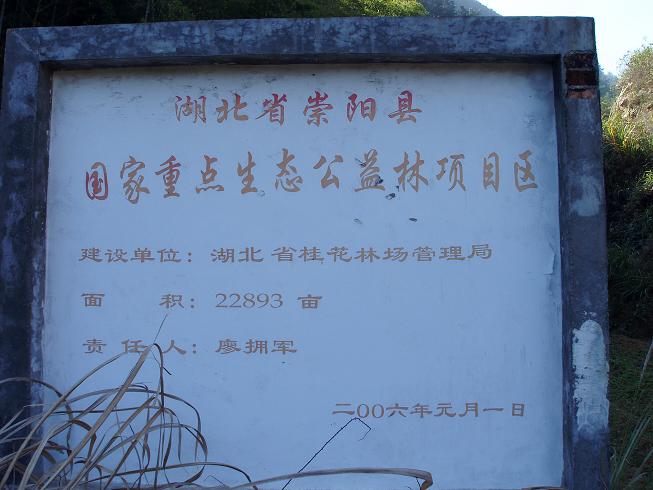 湖北省崇阳县
国家重点生态公益林项目区
建设单位：湖北省桂花林场管理局
面 积：22893 亩
责任人：廖拥军
二00六年元月一日